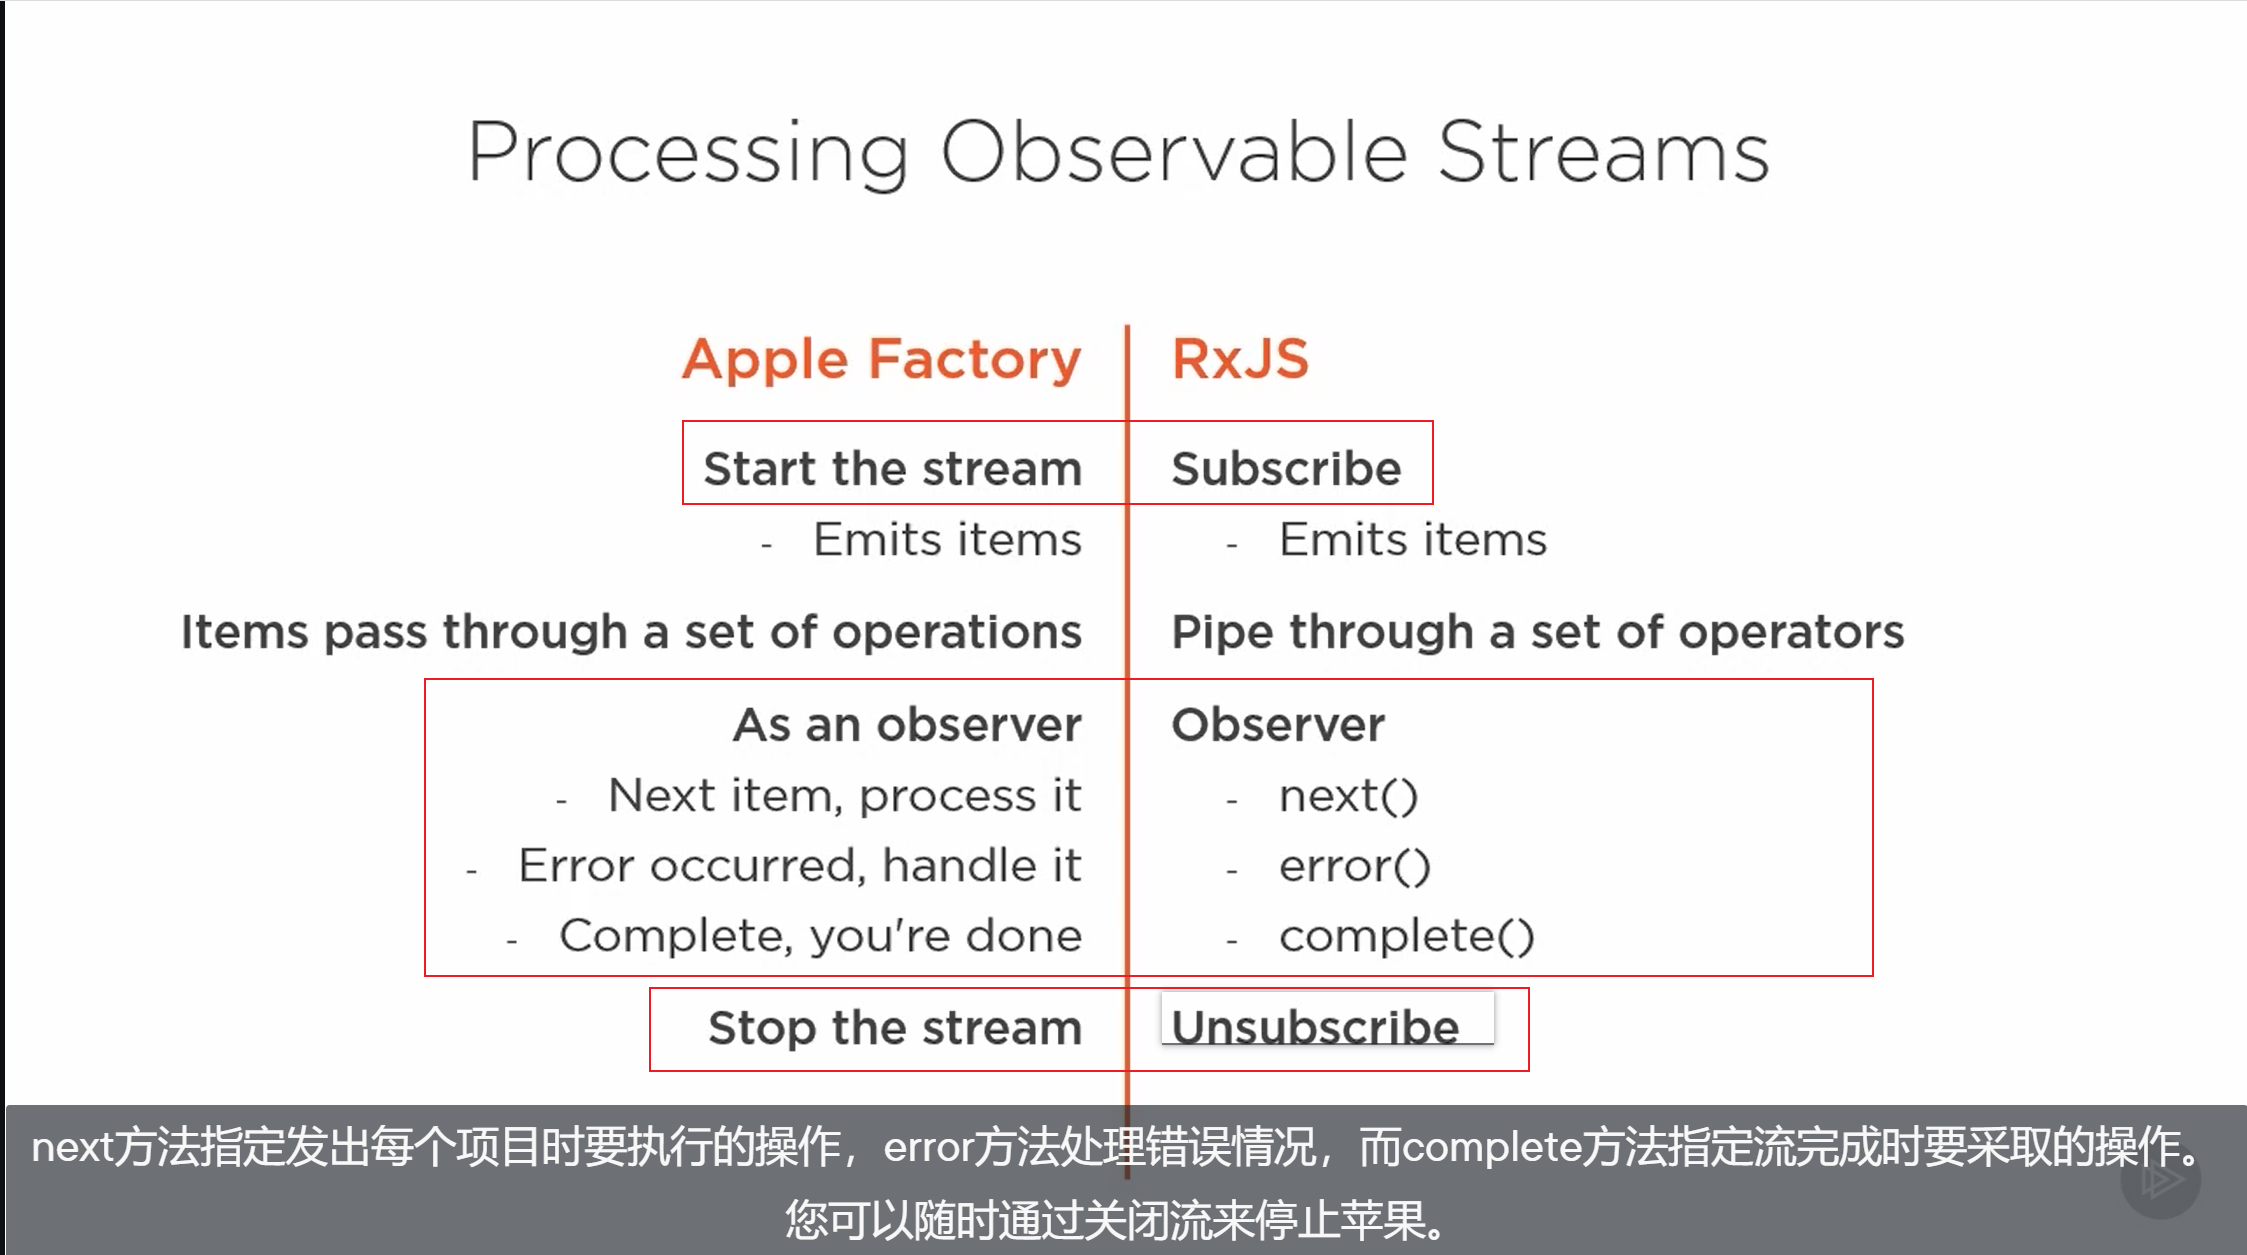 Processing Observable Streams
Apple Factory
RxJS
Start the stream
Subscribe
- Emits items
- Emits items
Items pass through a set of operations
Pipe through a set of operators
As an observer
Observer
- Next item, process it
- next()
- Error occurred, handle it
- error()
- Complete, you're done
- complete()
Stop the stream
Unsubscribe
next方法指定发出每个项目时要执行的操作，error方法处理错误情况，而complete方法指定流完成时要采取的操作。
您可以随时通过关闭流来停止苹果。